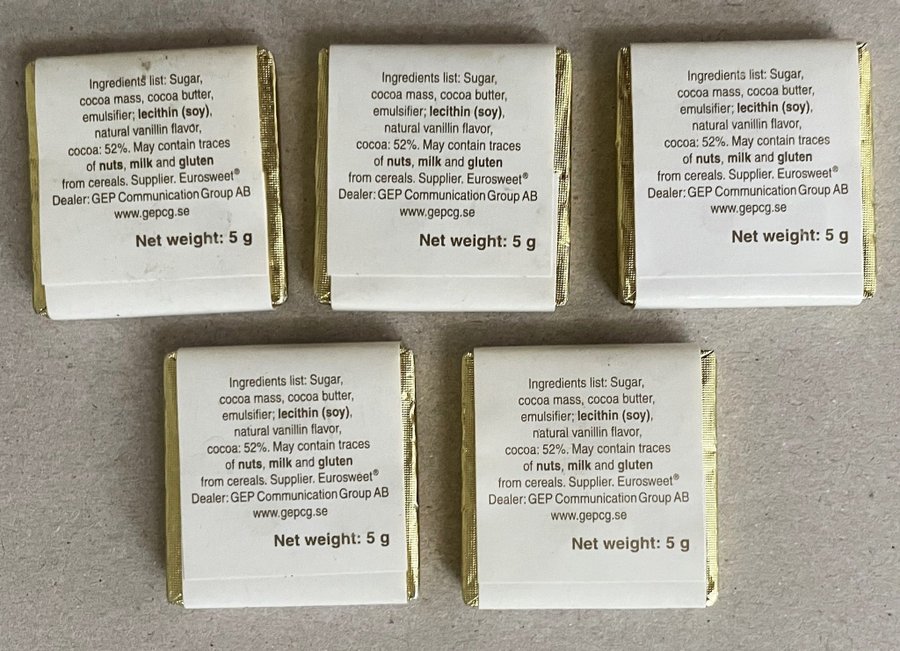 Ingredients list: Sugar,
cocoa mass, cocoa butter,
emulsifier; lecithin (soy),
natural vanillin flavor,
cocoa: 52%. May contain traces
of nuts, milk and gluten
from cereals. Supplier. Eurosweet®
Dealer: GEP Communication Group AB
www.gepcg.se
Net weight: 5 g
Ingredients list: Sugar,
cocoa mass, cocoa butter,
emulsifier; lecithin (soy),
natural vanillin flavor,
cocoa: 52%. May contain traces
of nuts, milk and gluten
from cereals. Supplier. Eurosweet®
Dealer: GEP Communication Group AB
www.gepcg.se
Net weight: 5 g
Ingredients list: Sugar,
cocoa mass, cocoa butter,
emulsifier; lecithin (soy),
natural vanillin flavor,
cocoa: 52%. May contain traces
of nuts, milk and gluten
from cereals. Supplier. Eurosweet®
Dealer: GEP Communication Group AB
www.gepcg.se
Net weight: 5 g
Ingredients list: Sugar,
cocoa mass, cocoa butter,
emulsifier; lecithin (soy),
natural vanillin flavor,
cocoa: 52%. May contain traces
of nuts, milk and gluten
from cereals. Supplier. Eurosweet®
Dealer: GEP Communication Group AB
www.gepcg.se
Net weight: 5 g
Ingredients list: Sugar,
cocoa mass, cocoa butter,
emulsifier; lecithin (soy),
natural vanillin flavor,
cocoa: 52%. May contain traces
of nuts, milk and gluten
from cereals. Supplier. Eurosweet®
Dealer: GEP Communication Group AB
www.gepcg.se
Net weight: 5 g